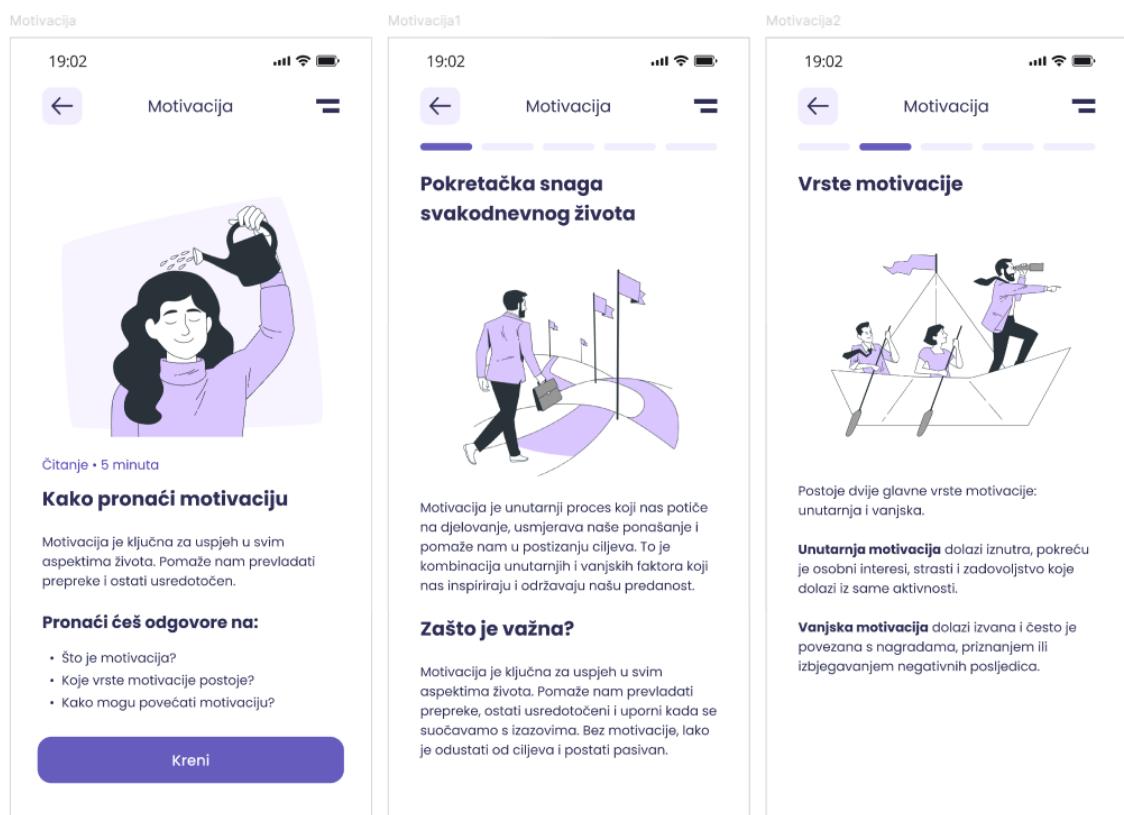 Motivacija
19:02
Motivacija
Čitanje • 5 minuta
Kako pronaći motivaciju
Motivacija je ključna za uspjeh u svim
aspektima života. Pomaže nam prevladati
prepreke i ostati usredotočen.
Pronaći ćeš odgovore na:
• Što je motivacija?
• Koje vrste motivacije postoje?
• Kako mogu povećati motivaciju?
Kreni
Motivacija1
19:02
Motivacija
Pokretačka snaga
svakodnevnog života
Motivacija je unutarnji proces koji nas potiče
na djelovanje, usmjerava naše ponašanje i
pomaže nam u postizanju ciljeva. To je
kombinacija unutarnjih i vanjskih faktora koji
nas inspiriraju i održavaju našu predanost.
Zašto je važna?
Motivacija je ključna za uspjeh u svim
aspektima života. Pomaže nam prevladati
prepreke, ostati usredotočeni i uporni kada se
suočavamo s izazovima. Bez motivacije, lako
je odustati od ciljeva i postati pasivan.
Motivacija2
19:02
Motivacija
Vrste motivacije
Postoje dvije glavne vrste motivacije:
unutarnja i vanjska.
Unutarnja motivacija dolazi iznutra, pokreću
je osobni interesi, strasti i zadovoljstvo koje
dolazi iz same aktivnosti.
Vanjska motivacija dolazi izvana i često je
povezana s nagradama, priznanjem ili
izbjegavanjem negativnih posljedica.